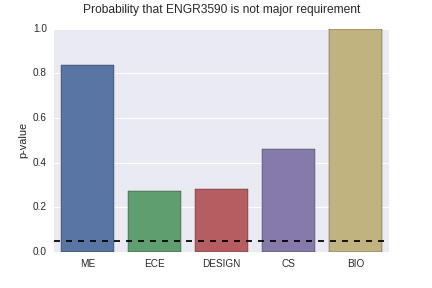 Probability that ENGR3590 is not major requirement
1.0
0.8
0.6
0.4
0.2
0.0
p-value
ME ECE DESIGN CS BIO